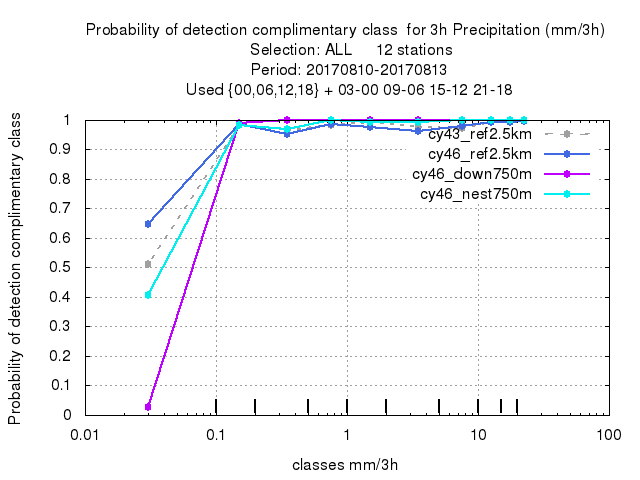 Probability of detection complimentary class for 3h Precipitation (mm/3h)
Selection: ALL 12 stations
Period: 20170810-20170813
Used {00,06,12,18} + 03-00 09-06 15-12 21-18
Probability of detection complimentary class
1
0.9
0.8
0.7
0.6
0.5
0.4
0.3
0.2
0.1
0
cy43_ref2.5km
cy46_ref2.5km
cy46_down750m
cy46_nest750m
0.01 0.1 1 10 100
classes mm/3h